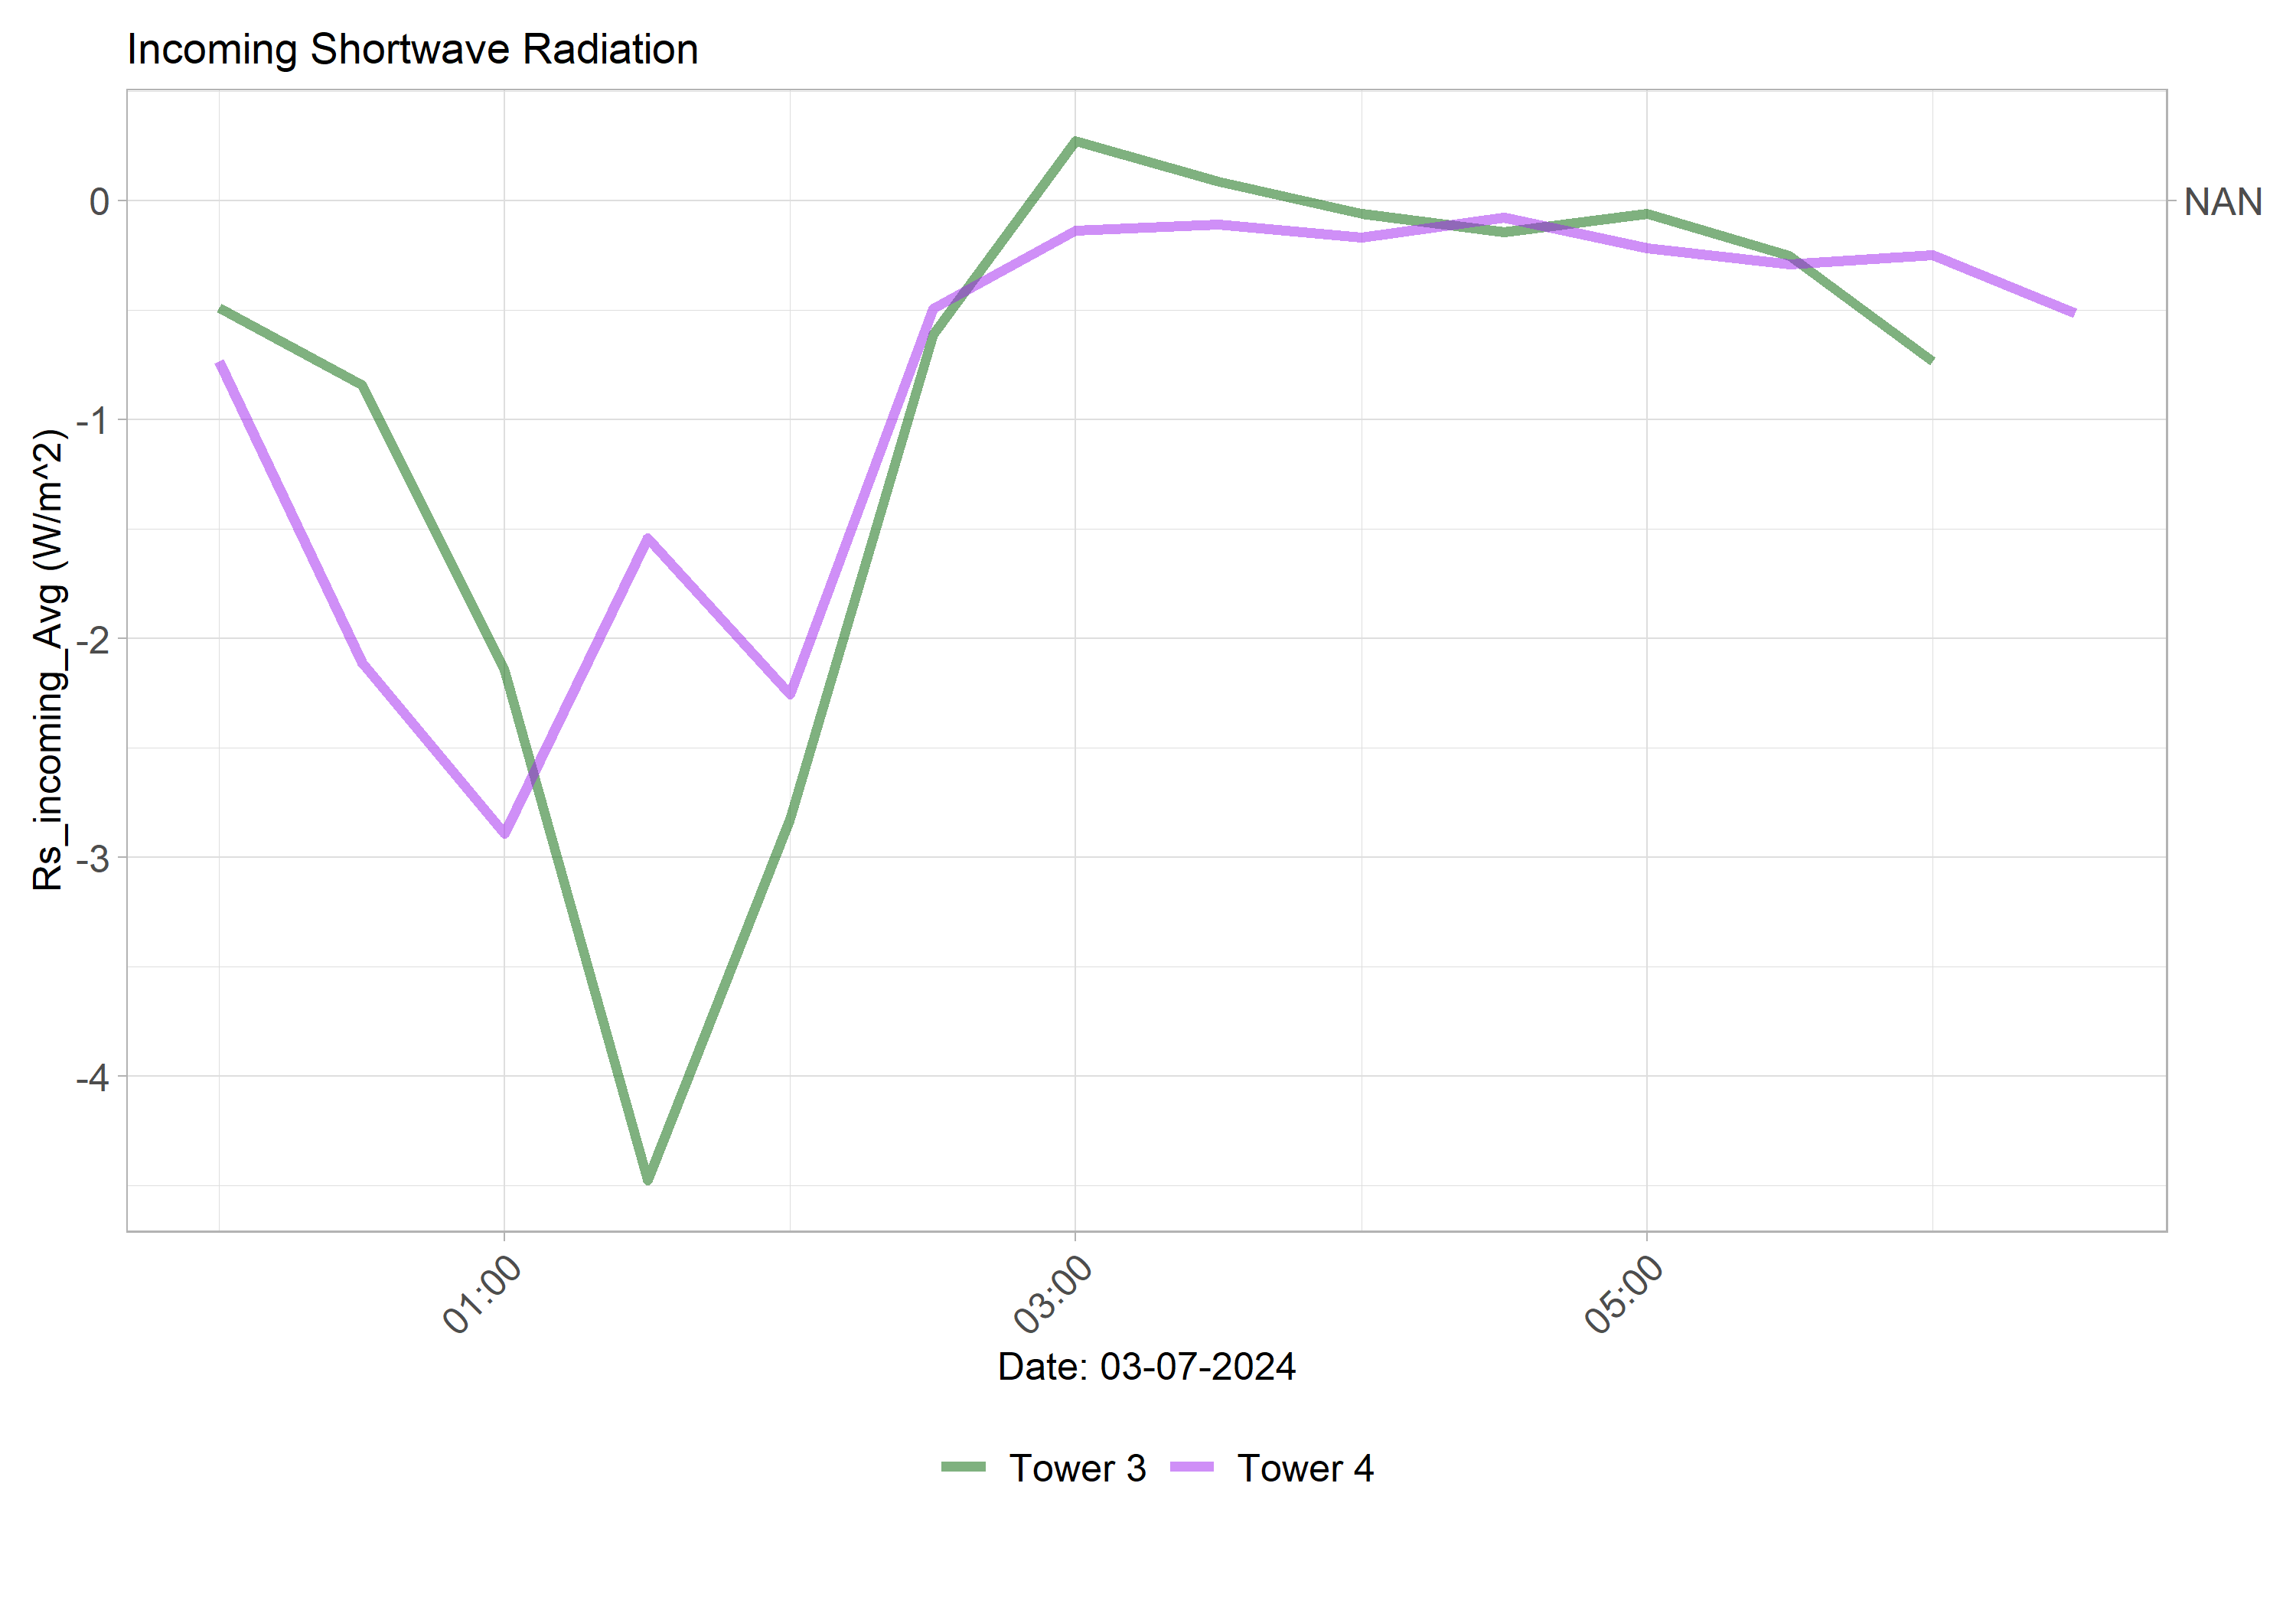 Incoming Shortwave Radiation
Rs_incoming_Avg (W/m^2)
0
-1
-2
-3
-4
NAN
01:00
03:00
05:00
Date: 03-07-2024
Tower 3
Tower 4